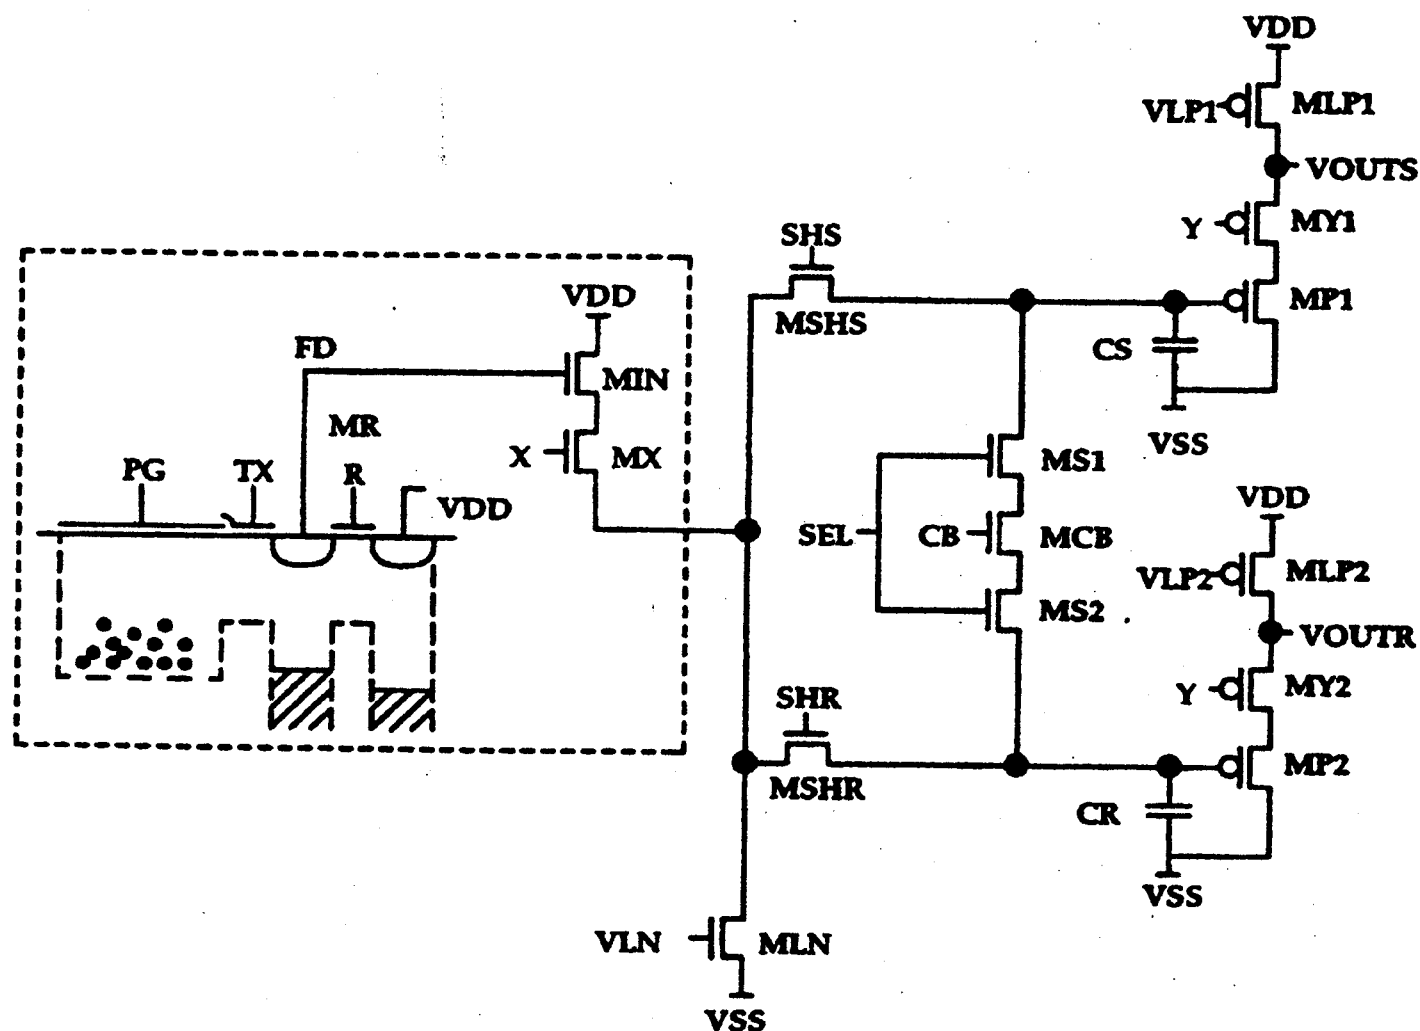 VDD
VLP1
MLP1
VOUTS
Y
MY1
SHS
MSHS
MP1
CS
VSS
VDD
FD
MIN
MR
X
MX
PG
TX
R
VDD
MS1
SEL
CB
MCB
MS2
VDD
VLP2
MLP2
VOUTR
Y
MY2
SHR
MSHR
MP2
CR
VSS
VLN
MLN
VSS